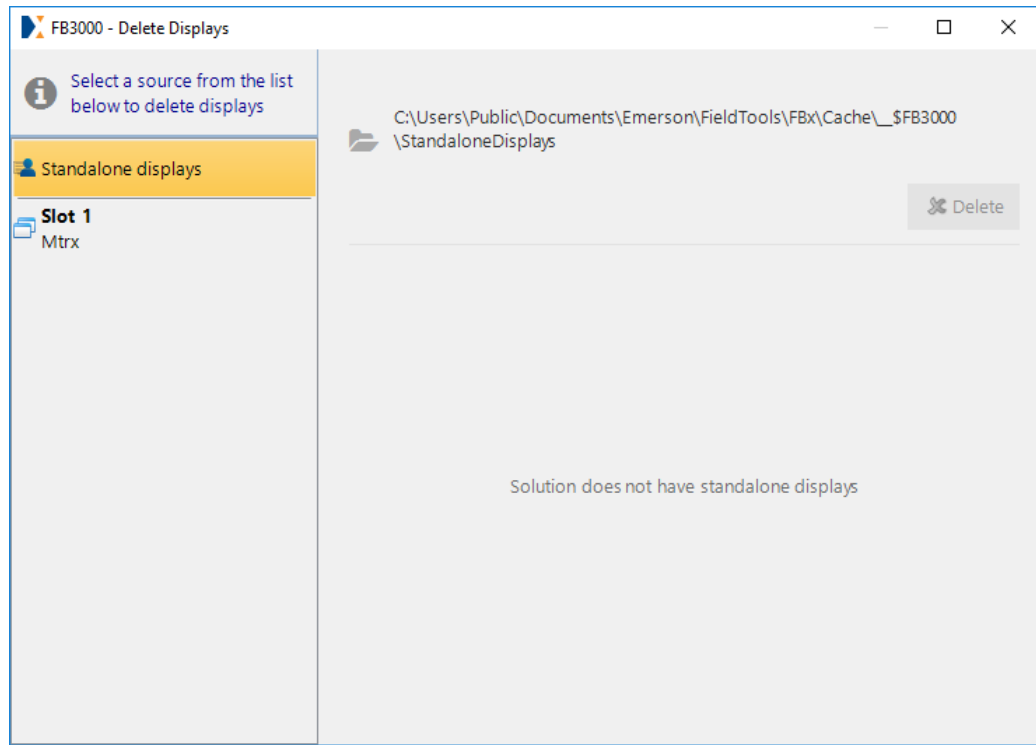 FB3000 - Delete Displays
Select a source from the list
below to delete displays
Standalone displays
Slot 1
Mtrx
C:\Users\Public\Documents\Emerson\FieldTools\FBx\Cache\__$FB3000
\StandaloneDisplays
Delete
Solution does not have standalone displays